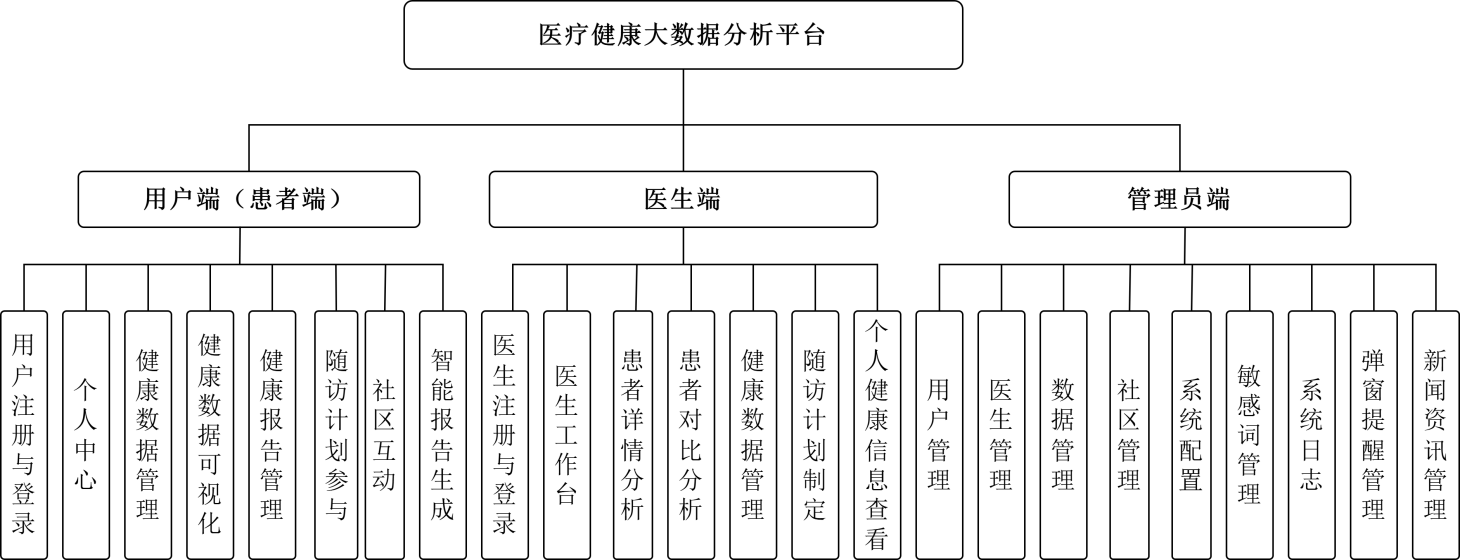 医疗健康大数据分析平台
用户端（患者端）
医生端
管理员端
用户注册与登录
个人中心
健康数据管理
健康数据可视化
健康报告管理
随访计划参与
社区互动
智能报告生成
医生注册与登录
医生工作台
患者详情分析
患者对比分析
健康数据管理
随访计划制定
个人健康信息查看
用户管理
医生管理
数据管理
社区管理
系统配置
敏感词管理
系统日志
弹窗提醒管理
新闻资讯管理